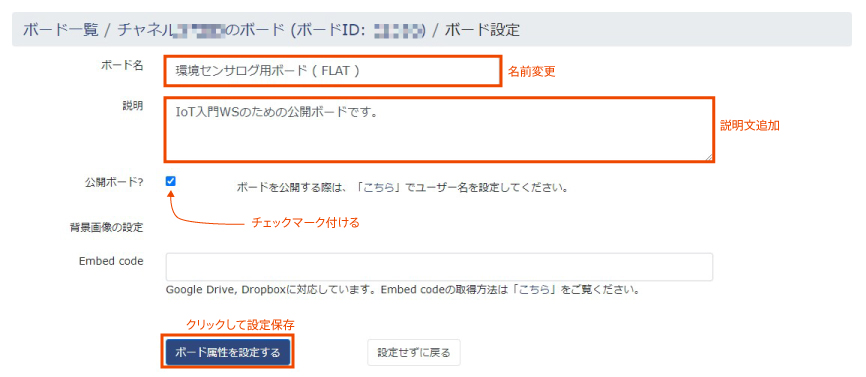 ボード一覧 / チャネル のボード (ボードID: ) / ボード設定
ボード名
環境センサログ用ボード ( FLAT )
名前変更
説明
IoT入門WSのための公開ボードです。
説明文追加
公開ボード?
ボードを公開する際は、「こちら」でユーザー名を設定してください。
チェックマーク付ける
背景画像の設定
Embed code
Google Drive, Dropboxに対応しています。Embed codeの取得方法は「こちら」をご覧ください。
クリックして設定保存
ボード属性を設定する
設定せずに戻る